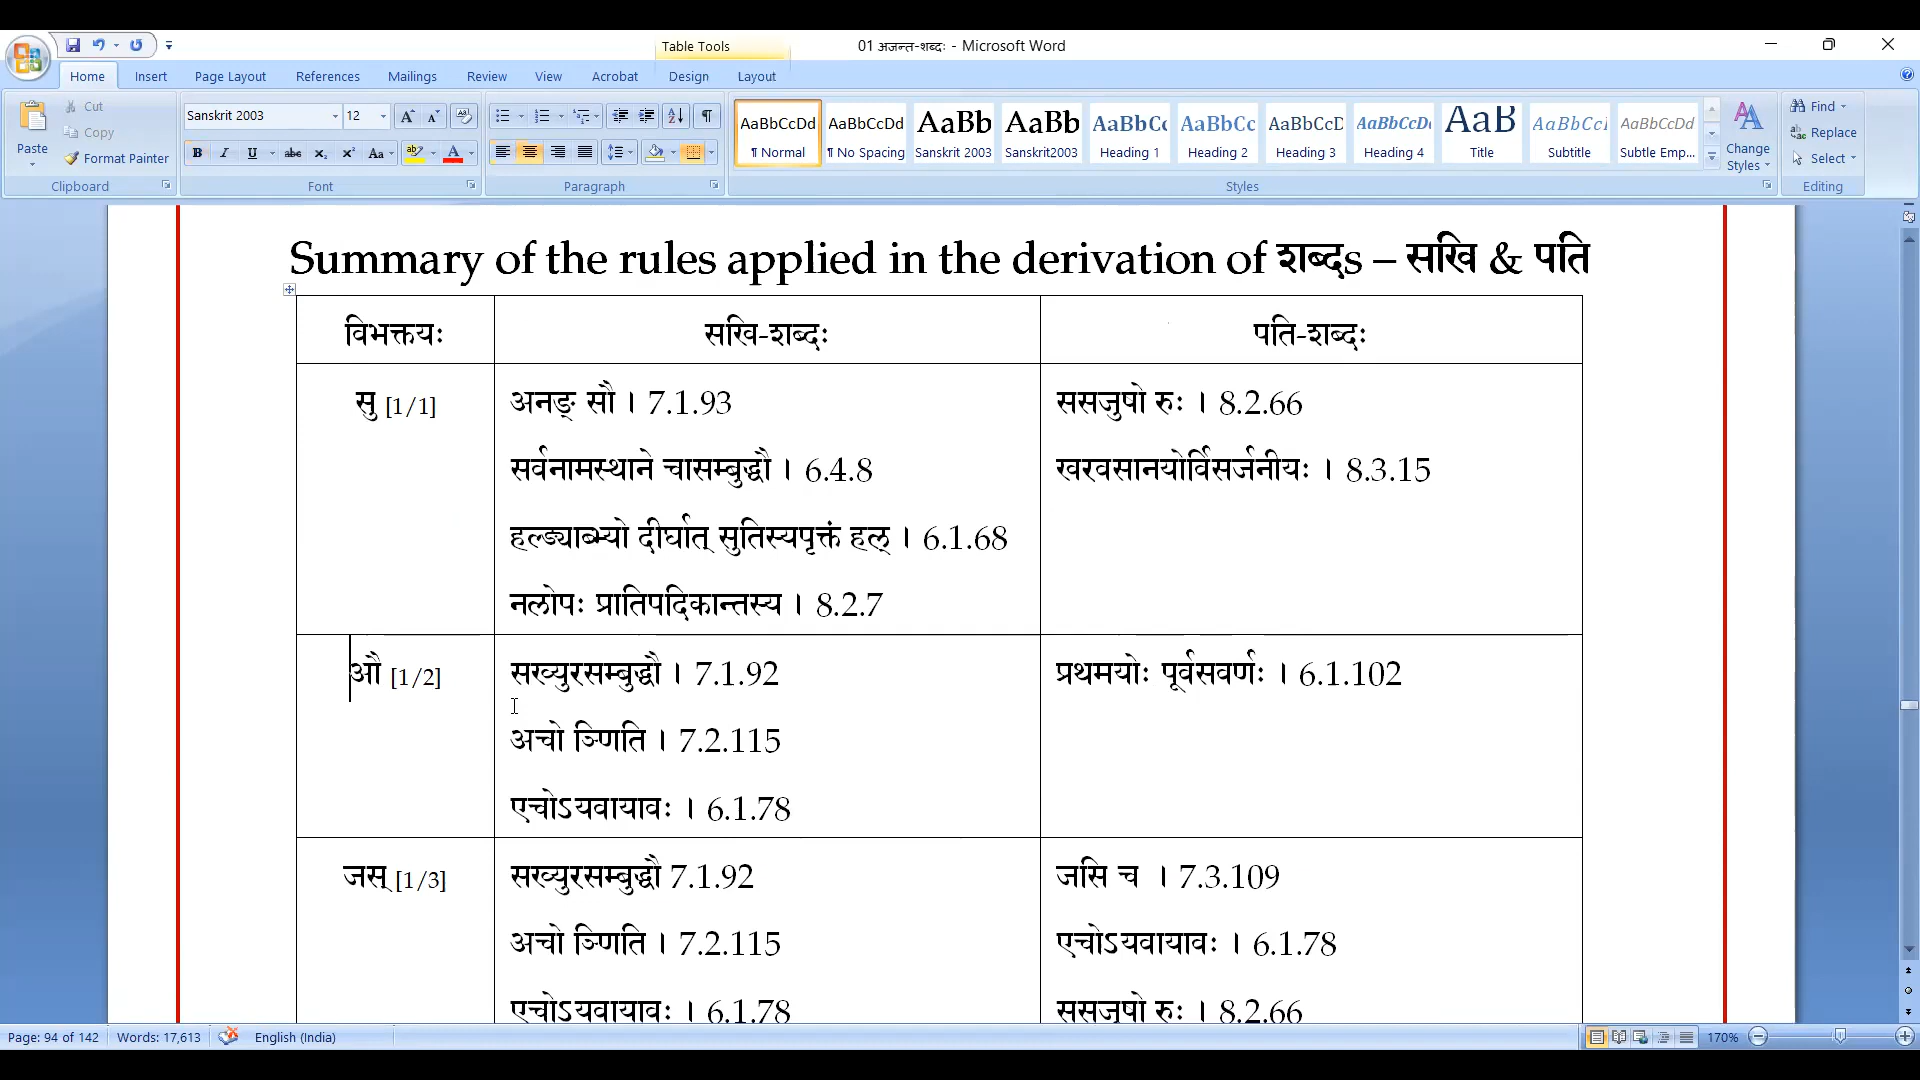 Table Tools
01 अजन्त-शब्दः - Microsoft Word
Home Insert Page Layout References Mailings Review View Acrobat Design Layout
Cut
Copy
Paste
Format Painter
Clipboard
Sanskrit 2003 12
Font
Paragraph
AaBbCcDd AaBbCcDd AaBb AaBb AaBbCc AaBbCc AaBbCcD AaBbCcD AaB AaBbCc AaBbCcDd
¶ Normal ¶ No Spacing Sanskrit 2003 Sanskrit2003 Heading 1 Heading 2 Heading 3 Heading 4 Title Subtitle Subtle Emp...
Change Styles
Styles
Find
Replace
Select
Editing
Summary of the rules applied in the derivation of शब्दs – सखि & पति
विभक्तयः सखि-शब्दः पति-शब्दः
सु [1/1] अनङ् सौ । 7.1.93 ससजुषो रुः । 8.2.66
सर्वनामस्थाने चासम्बुद्धौ । 6.4.8 खरवसानयोर्विसर्जनीयः । 8.3.15
हल्ङ्याब्भ्यो दीर्घात् सुतिस्यपृक्तं हल् । 6.1.68
नलोपः प्रातिपदिकान्तस्य । 8.2.7
औ [1/2] सख्युरसम्बुद्धौ । 7.1.92 प्रथमयोः पूर्वसवर्णः । 6.1.102
अचो ञ्णिति । 7.2.115
एचोऽयवायावः । 6.1.78
जस् [1/3] सख्युरसम्बुद्धौ 7.1.92 जसि च । 7.3.109
अचो ञ्णिति । 7.2.115 एचोऽयवायावः । 6.1.78
एचोऽयवायावः । 6.1.78 ससजुषो रुः । 8.2.66
Page: 94 of 142 Words: 17,613 English (India) 170%